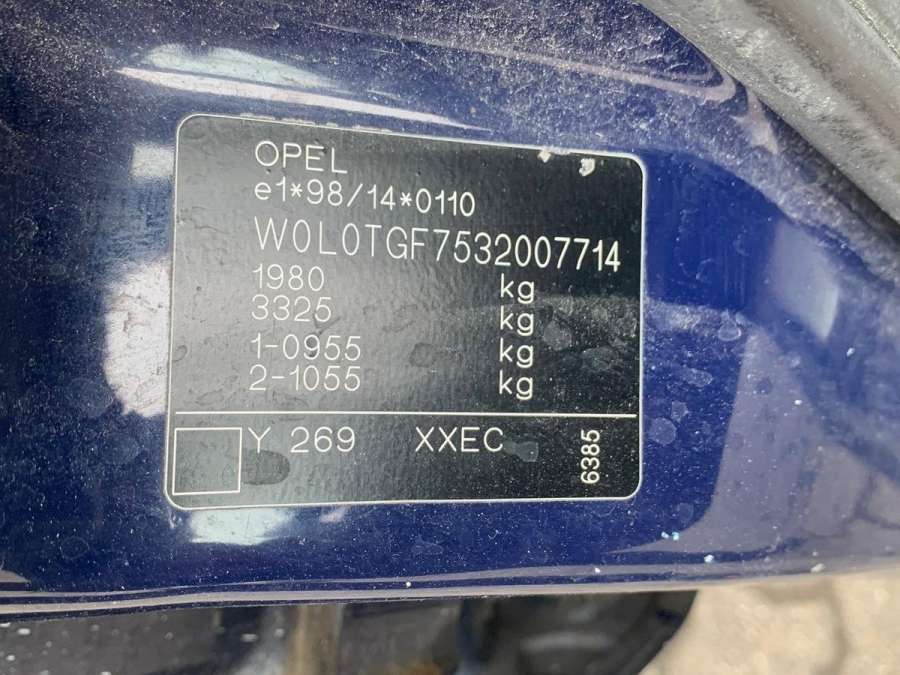 OPEL
e1*98/14*0110
W0L0TGF7532007714
1980 kg
3325 kg
1-0955 kg
2-1055 kg
Y 269 XXEC
6385